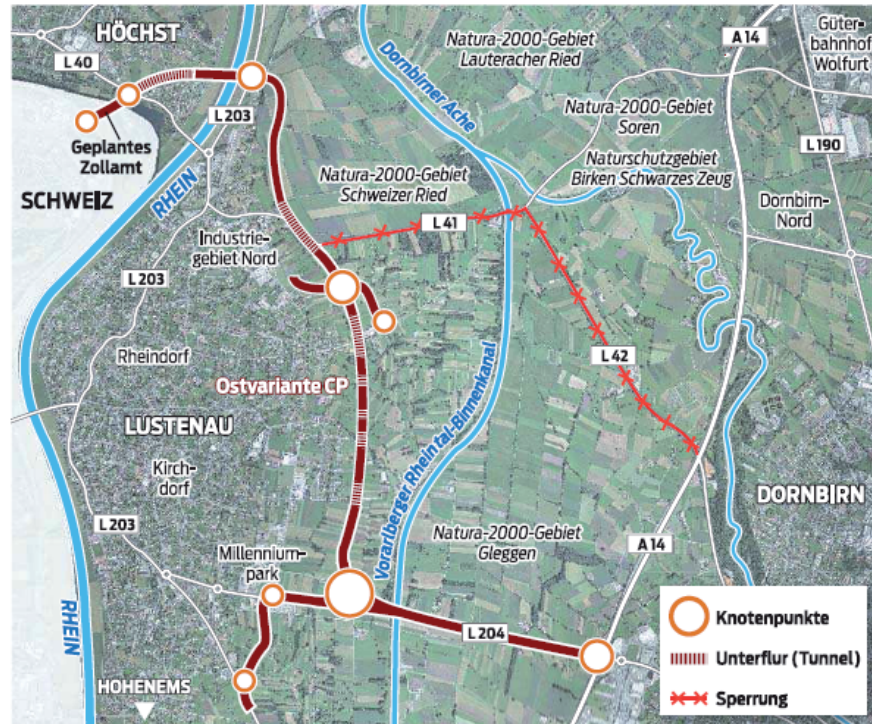 HÖCHST
L 40
L 203
Geplantes
Zollamt
SCHWEIZ
RHEIN
Dornbirner Ache
Natura-2000-Gebiet
Lauteracher Ried
A 14
Güter-
bahnhof
Wolfurt
Natura-2000-Gebiet
Soren
Naturschutzgebiet
Birken Schwarzes Zeug
L 190
Natura-2000-Gebiet
Schweizer Ried
L 41
Dornbirn-
Nord
Industrie-
gebiet Nord
L 203
Rheindorf
Ostvariante CP
L 42
LUSTENAU
Kirch-
dorf
Vorarlberger Rheintal-Binnenkanal
L 203
DORNBIRN
Natura-2000-Gebiet
Gleggen
A 14
Millennium-
park
L 204
RHEIN
HOHENEMS
Knotenpunkte
Unterflur (Tunnel)
Sperrung